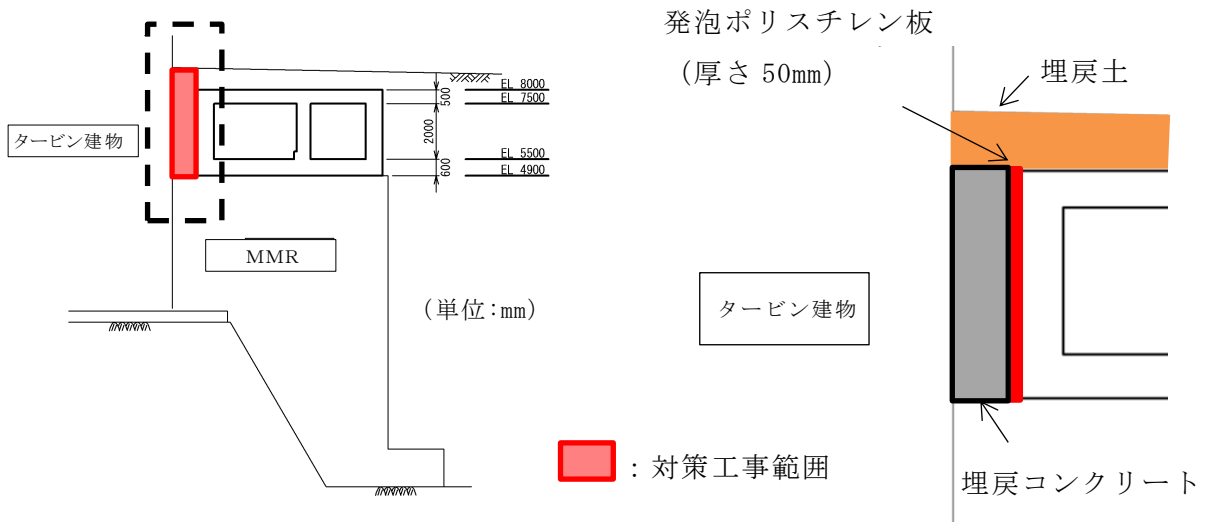 発泡ポリスチレン板
(厚さ 50mm)
埋戻土
EL 8000
500
EL 7500
2000
EL 5500
600
EL 4900
タービン建物
MMR
(単位:mm)
タービン建物
:対策工事範囲
埋戻コンクリート